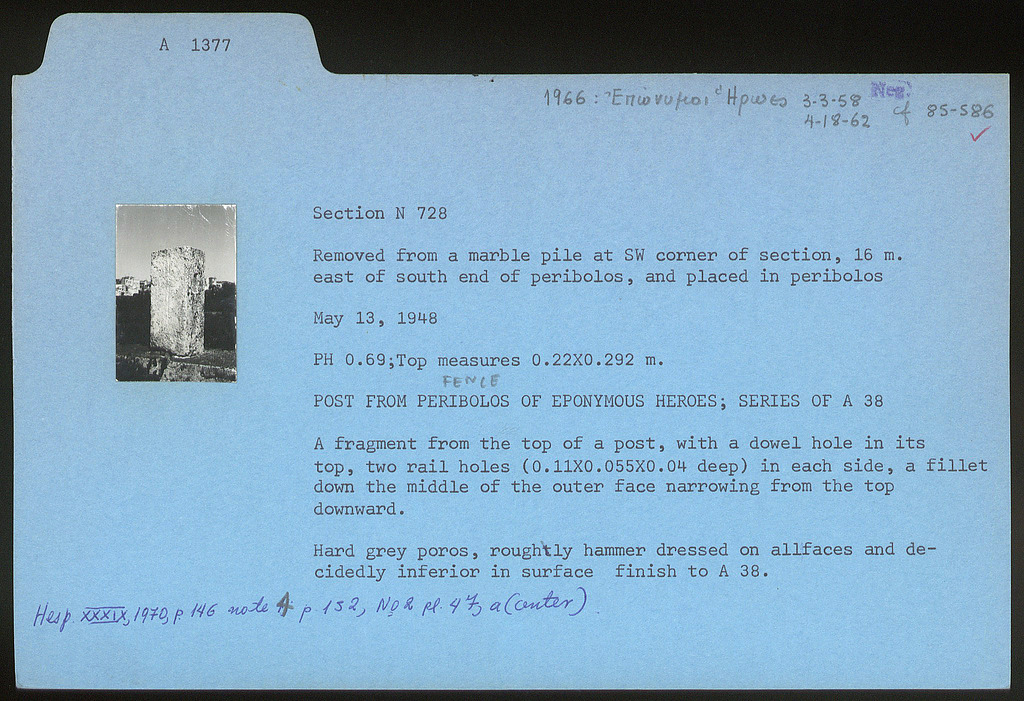 A 1377
1966 : Ἐπώνυμοι Ἥρωες 3-3-58 Neg: cf 85-586
4-18-62
Section N 728
Removed from a marble pile at SW corner of section, 16 m.
east of south end of peribolos, and placed in peribolos
May 13, 1948
PH 0.69;Top measures 0.22X0.292 m.
FENCE
POST FROM PERIBOLOS OF EPONYMOUS HEROES; SERIES OF A 38
A fragment from the top of a post, with a dowel hole in its
top, two rail holes (0.11X0.055X0.04 deep) in each side, a fillet
down the middle of the outer face narrowing from the top
downward.
Hard grey poros, roughtly hammer dressed on allfaces and de-
cidedly inferior in surface finish to A 38.
Hesp. XXXIX, 1970, p. 146 note 4 p. 152, No 2 pl. 47, a (center).